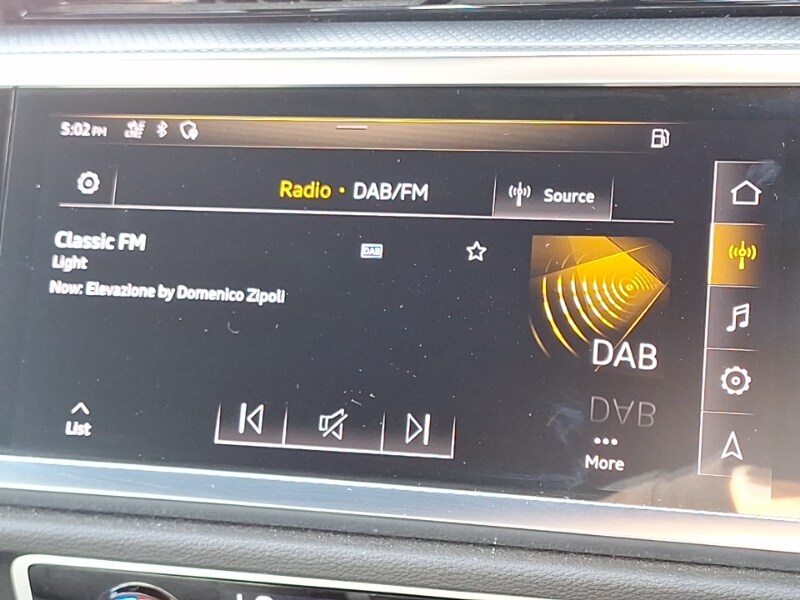 5:02 PM LTE
Radio • DAB/FM
Source
Classic FM
DAB
Light
Now: Elevazione by Domenico Zipoli
DAB
List
More